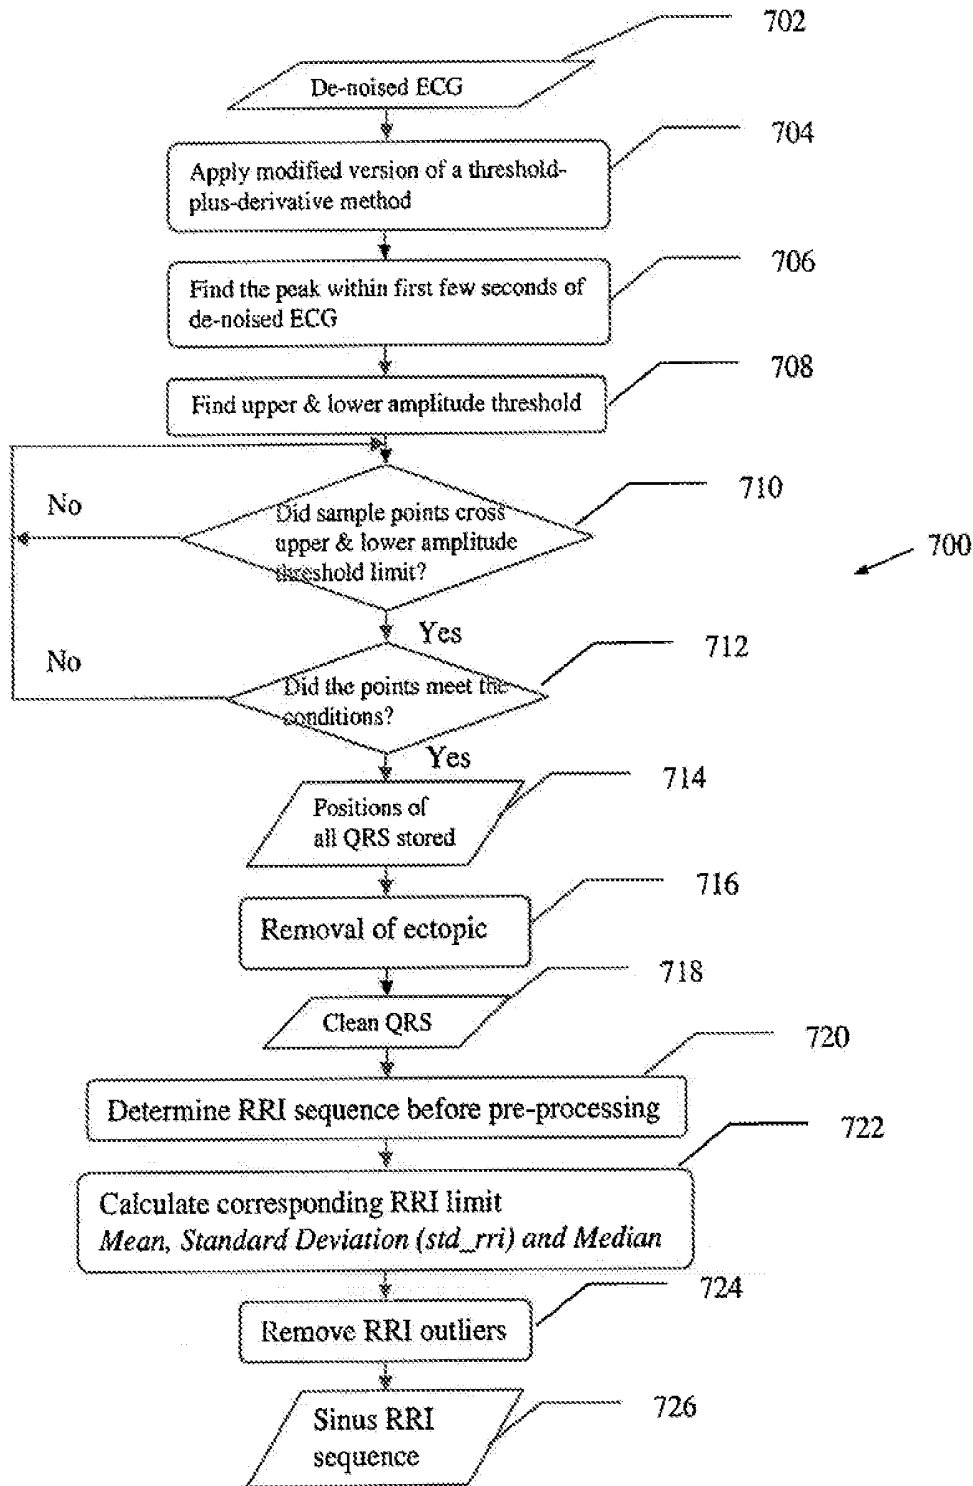 702
De-noised ECG
704
Apply modified version of a threshold-
plus-derivative method
706
Find the peak within first few seconds of
de-noised ECG
708
Find upper & lower amplitude threshold
No
710
Did sample points cross
upper & lower amplitude
threshold limit?
700
Yes
712
No
Did the points meet the
conditions?
Yes
714
Positions of
all QRS stored
716
Removal of ectopic
718
Clean QRS
720
Determine RRI sequence before pre-processing
722
Calculate corresponding RRI limit
Mean, Standard Deviation (std_rri) and Median
724
Remove RRI outliers
726
Sinus RRI
sequence